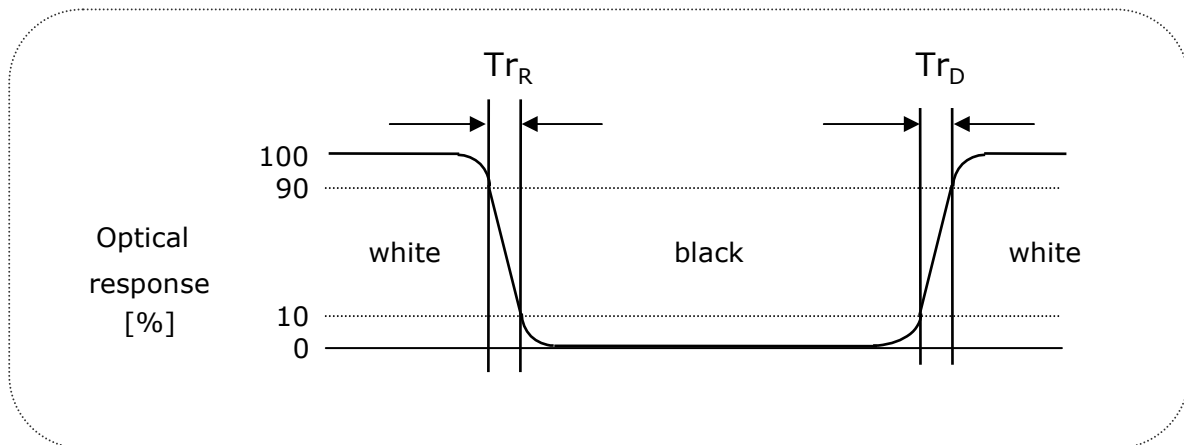 Tr_R Tr_D
100
90
Optical
response
[%]
white black white
10
0